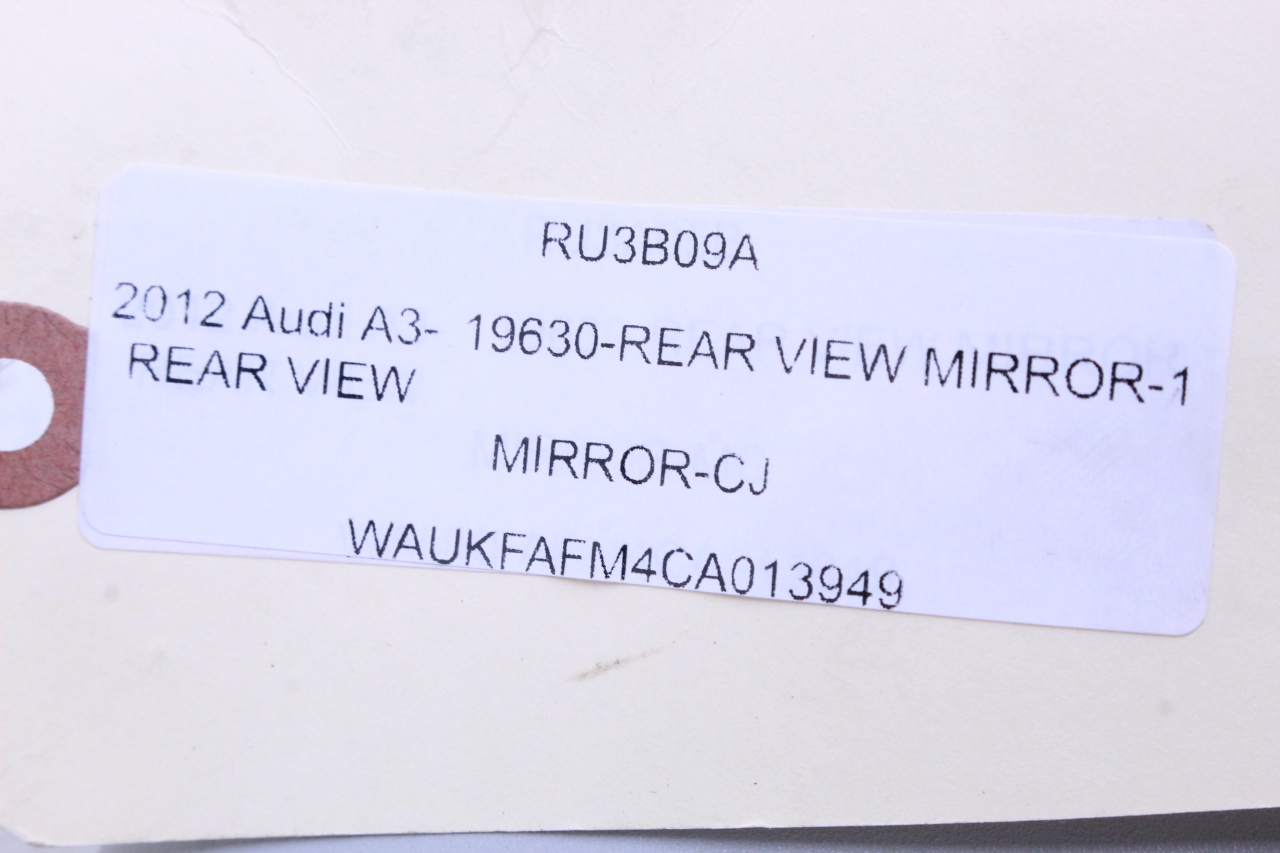 RU3B09A
2012 Audi A3- 19630-REAR VIEW MIRROR-1
REAR VIEW
MIRROR-CJ
WAUKFAFM4CA013949